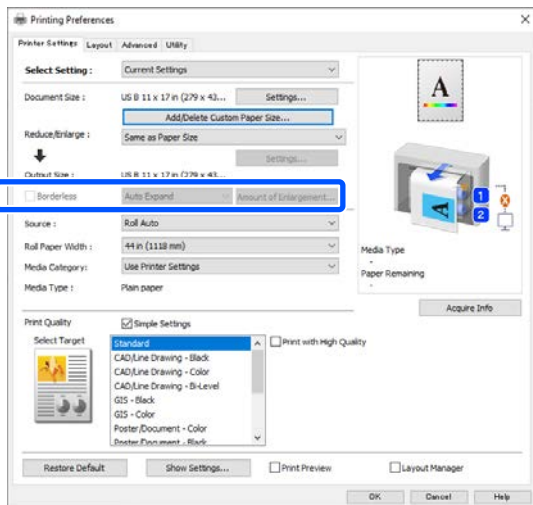 Printing Preferences
Printer Settings Layout Advanced Utility
Select Setting : Current Settings
Document Size : US B 11 x 17 in (279 x 43... Settings...
Add/Delete Custom Paper Size...
Reduce/Enlarge : Same as Paper Size
Settings...
Output Size : US B 11 x 17 in (279 x 43...
Borderless Auto Expand Amount of Enlargement...
Source : Roll Auto
Roll Paper Width : 44 in (1118 mm)
Media Category: Use Printer Settings
Media Type : Plain paper
A
A
1
2
Media Type
-
Paper Remaining
-
Acquire Info
Print Quality Simple Settings
Select Target
Standard
CAD/Line Drawing - Black
CAD/Line Drawing - Color
CAD/Line Drawing - Bi-Level
GIS - Black
GIS - Color
Poster/Document - Color
Poster/Document - Black
Print with High Quality
Restore Default Show Settings... Print Preview Layout Manager
OK Cancel Help